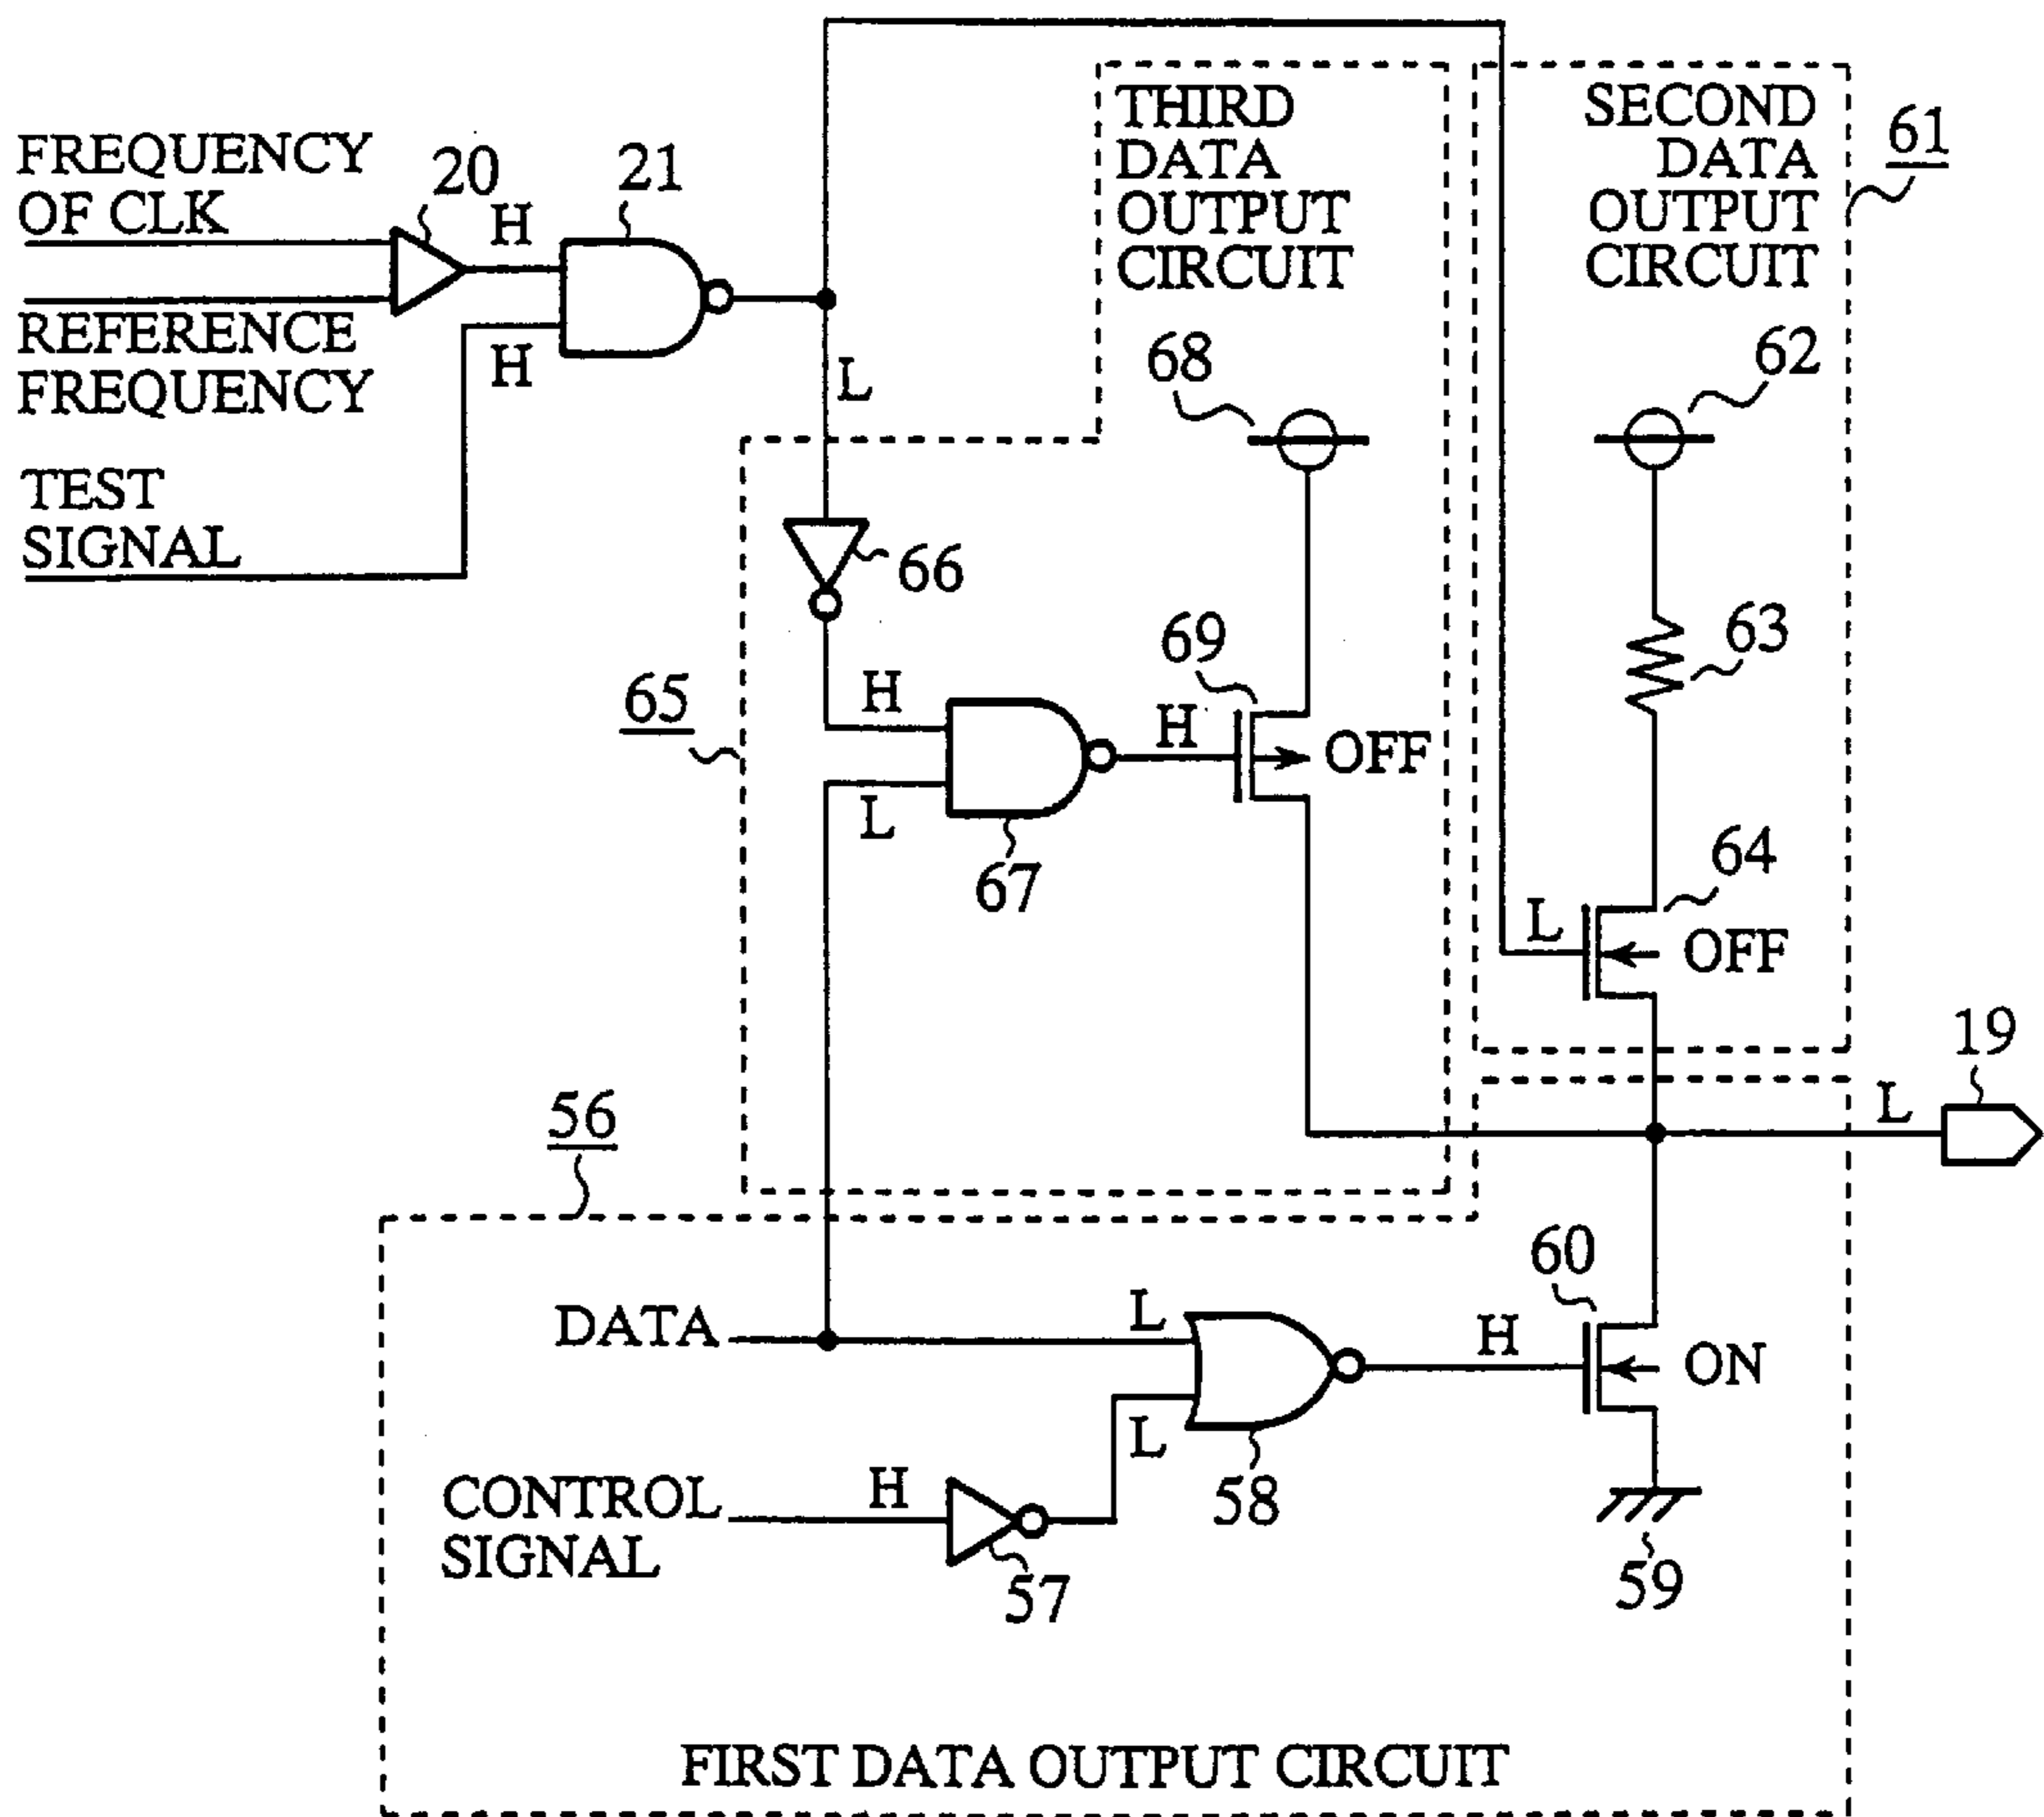 THIRD
DATA
OUTPUT
CIRCUIT
SECOND
DATA
OUTPUT
CIRCUIT
61
FREQUENCY
OF CLK
20
H
21
REFERENCE
FREQUENCY
H
L
TEST
SIGNAL
68
62
66
69
63
65
H
H
OFF
L
67
64
L
OFF
19
L
56
60
DATA
L
H
ON
L
CONTROL
SIGNAL
H
58
57
59
FIRST DATA OUTPUT CIRCUIT